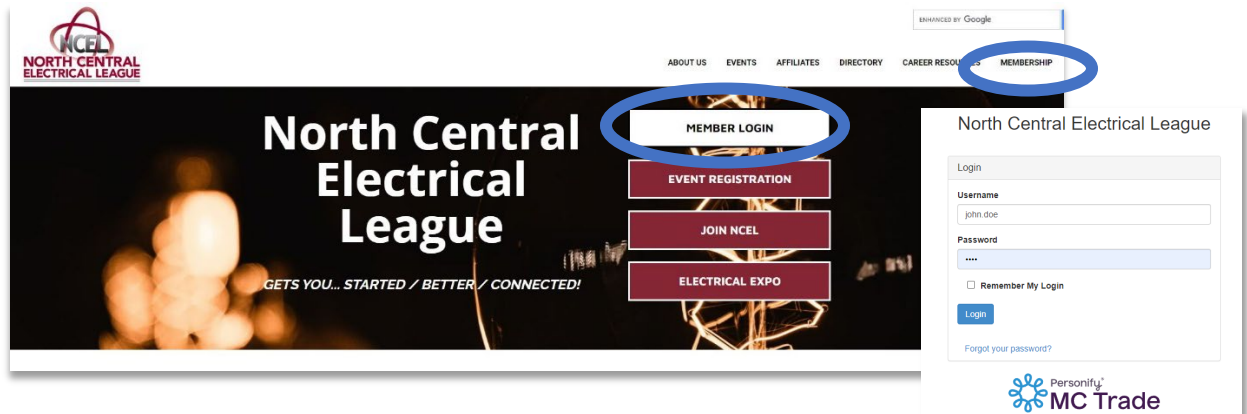 NCEL
NORTH CENTRAL
ELECTRICAL LEAGUE
ENHANCED BY Google
ABOUT US EVENTS AFFILIATES DIRECTORY CAREER RESOURCES MEMBERSHIP
North Central
Electrical
League
GETS YOU... STARTED / BETTER / CONNECTED!
MEMBER LOGIN
EVENT REGISTRATION
JOIN NCEL
ELECTRICAL EXPO
North Central Electrical League
Login
Username
john.doe
Password
••••
Remember My Login
Login
Forgot your password?
Personify®
MC Trade